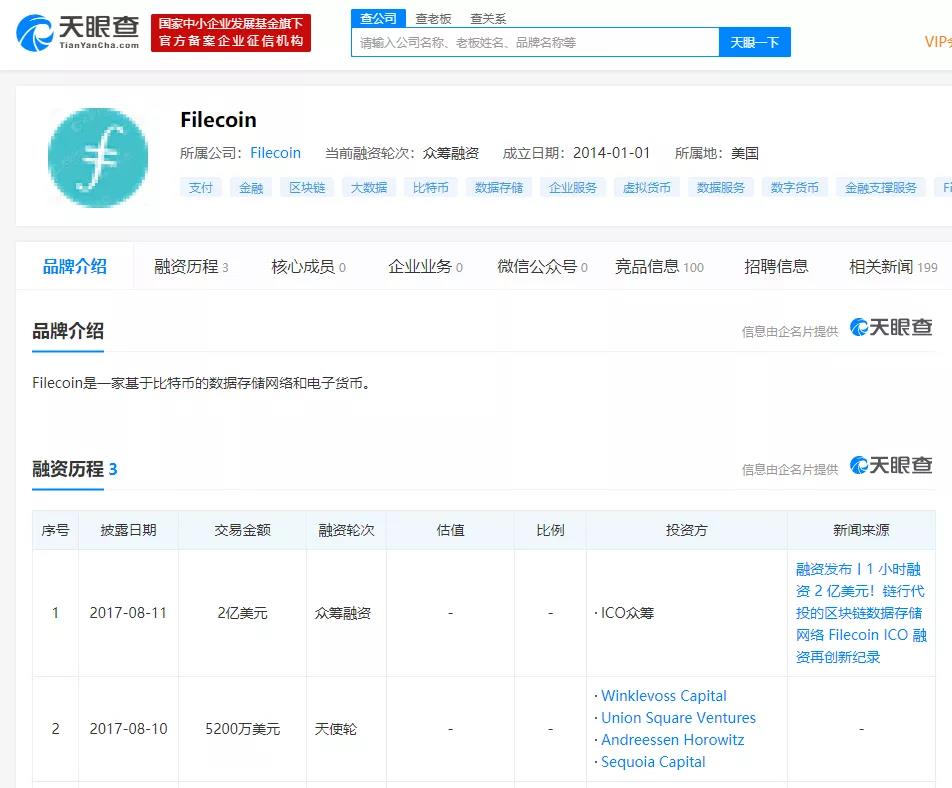 天眼查
TianYanCha.com
国家中小企业发展基金旗下
官方备案企业征信机构
查公司 查老板 查关系
请输入公司名称、老板姓名、品牌名称等 天眼一下
VIP会
Filecoin
所属公司：Filecoin 当前融资轮次：众筹融资 成立日期：2014-01-01 所属地：美国
支付 金融 区块链 大数据 比特币 数据存储 企业服务 虚拟货币 数据服务 数字货币 金融支撑服务 Fi
品牌介绍 融资历程 3 核心成员 0 企业业务 0 微信公众号 0 竞品信息 100 招聘信息 相关新闻 199
品牌介绍 信息由企名片提供 天眼查
Filecoin是一家基于比特币的数据存储网络和电子货币。
融资历程 3 信息由企名片提供 天眼查
序号 披露日期 交易金额 融资轮次 估值 比例 投资方 新闻来源
1 2017-08-11 2亿美元 众筹融资 - - ·ICO众筹
融资发布丨1 小时融
资 2 亿美元！链行代
投的区块链数据存储
网络 Filecoin ICO 融
资再创新纪录
2 2017-08-10 5200万美元 天使轮 - -
·Winklevoss Capital
·Union Square Ventures
·Andreessen Horowitz
·Sequoia Capital
-